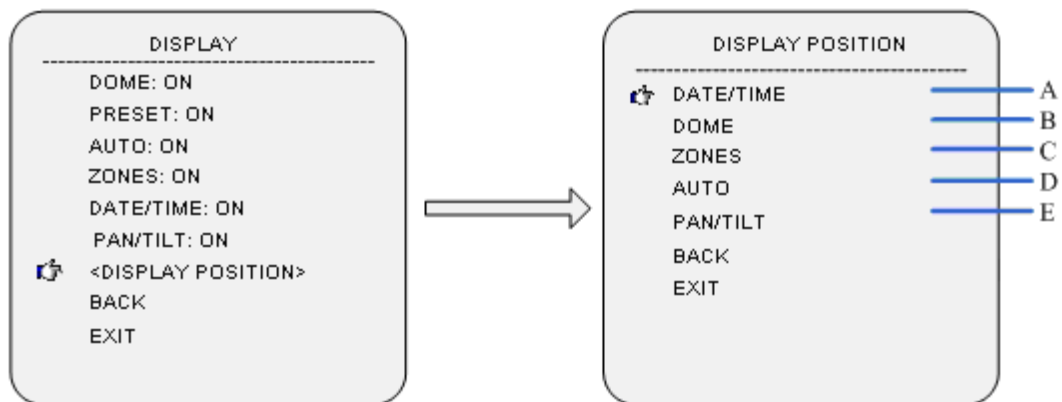 DISPLAY
DOME: ON
PRESET: ON
AUTO: ON
ZONES: ON
DATE/TIME: ON
PAN/TILT: ON
<DISPLAY POSITION>
BACK
EXIT
DISPLAY POSITION
DATE/TIME A
DOME B
ZONES C
AUTO D
PAN/TILT E
BACK
EXIT